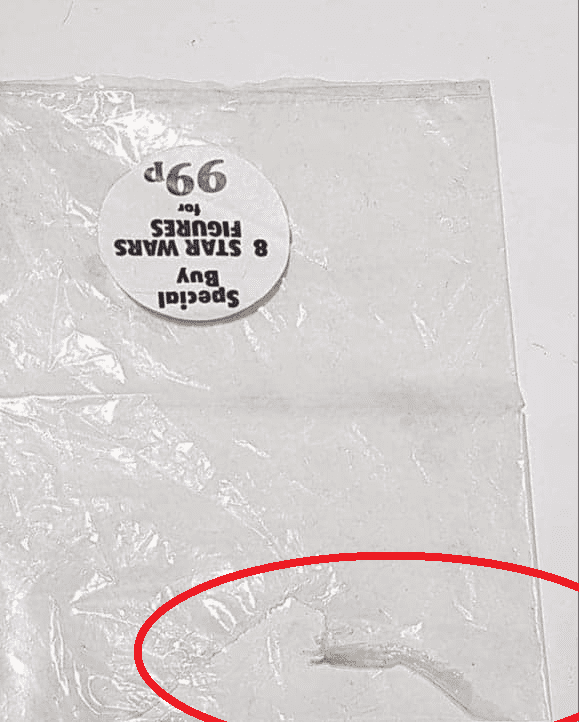 Special
Buy
8 STAR WARS
FIGURES
for
99p